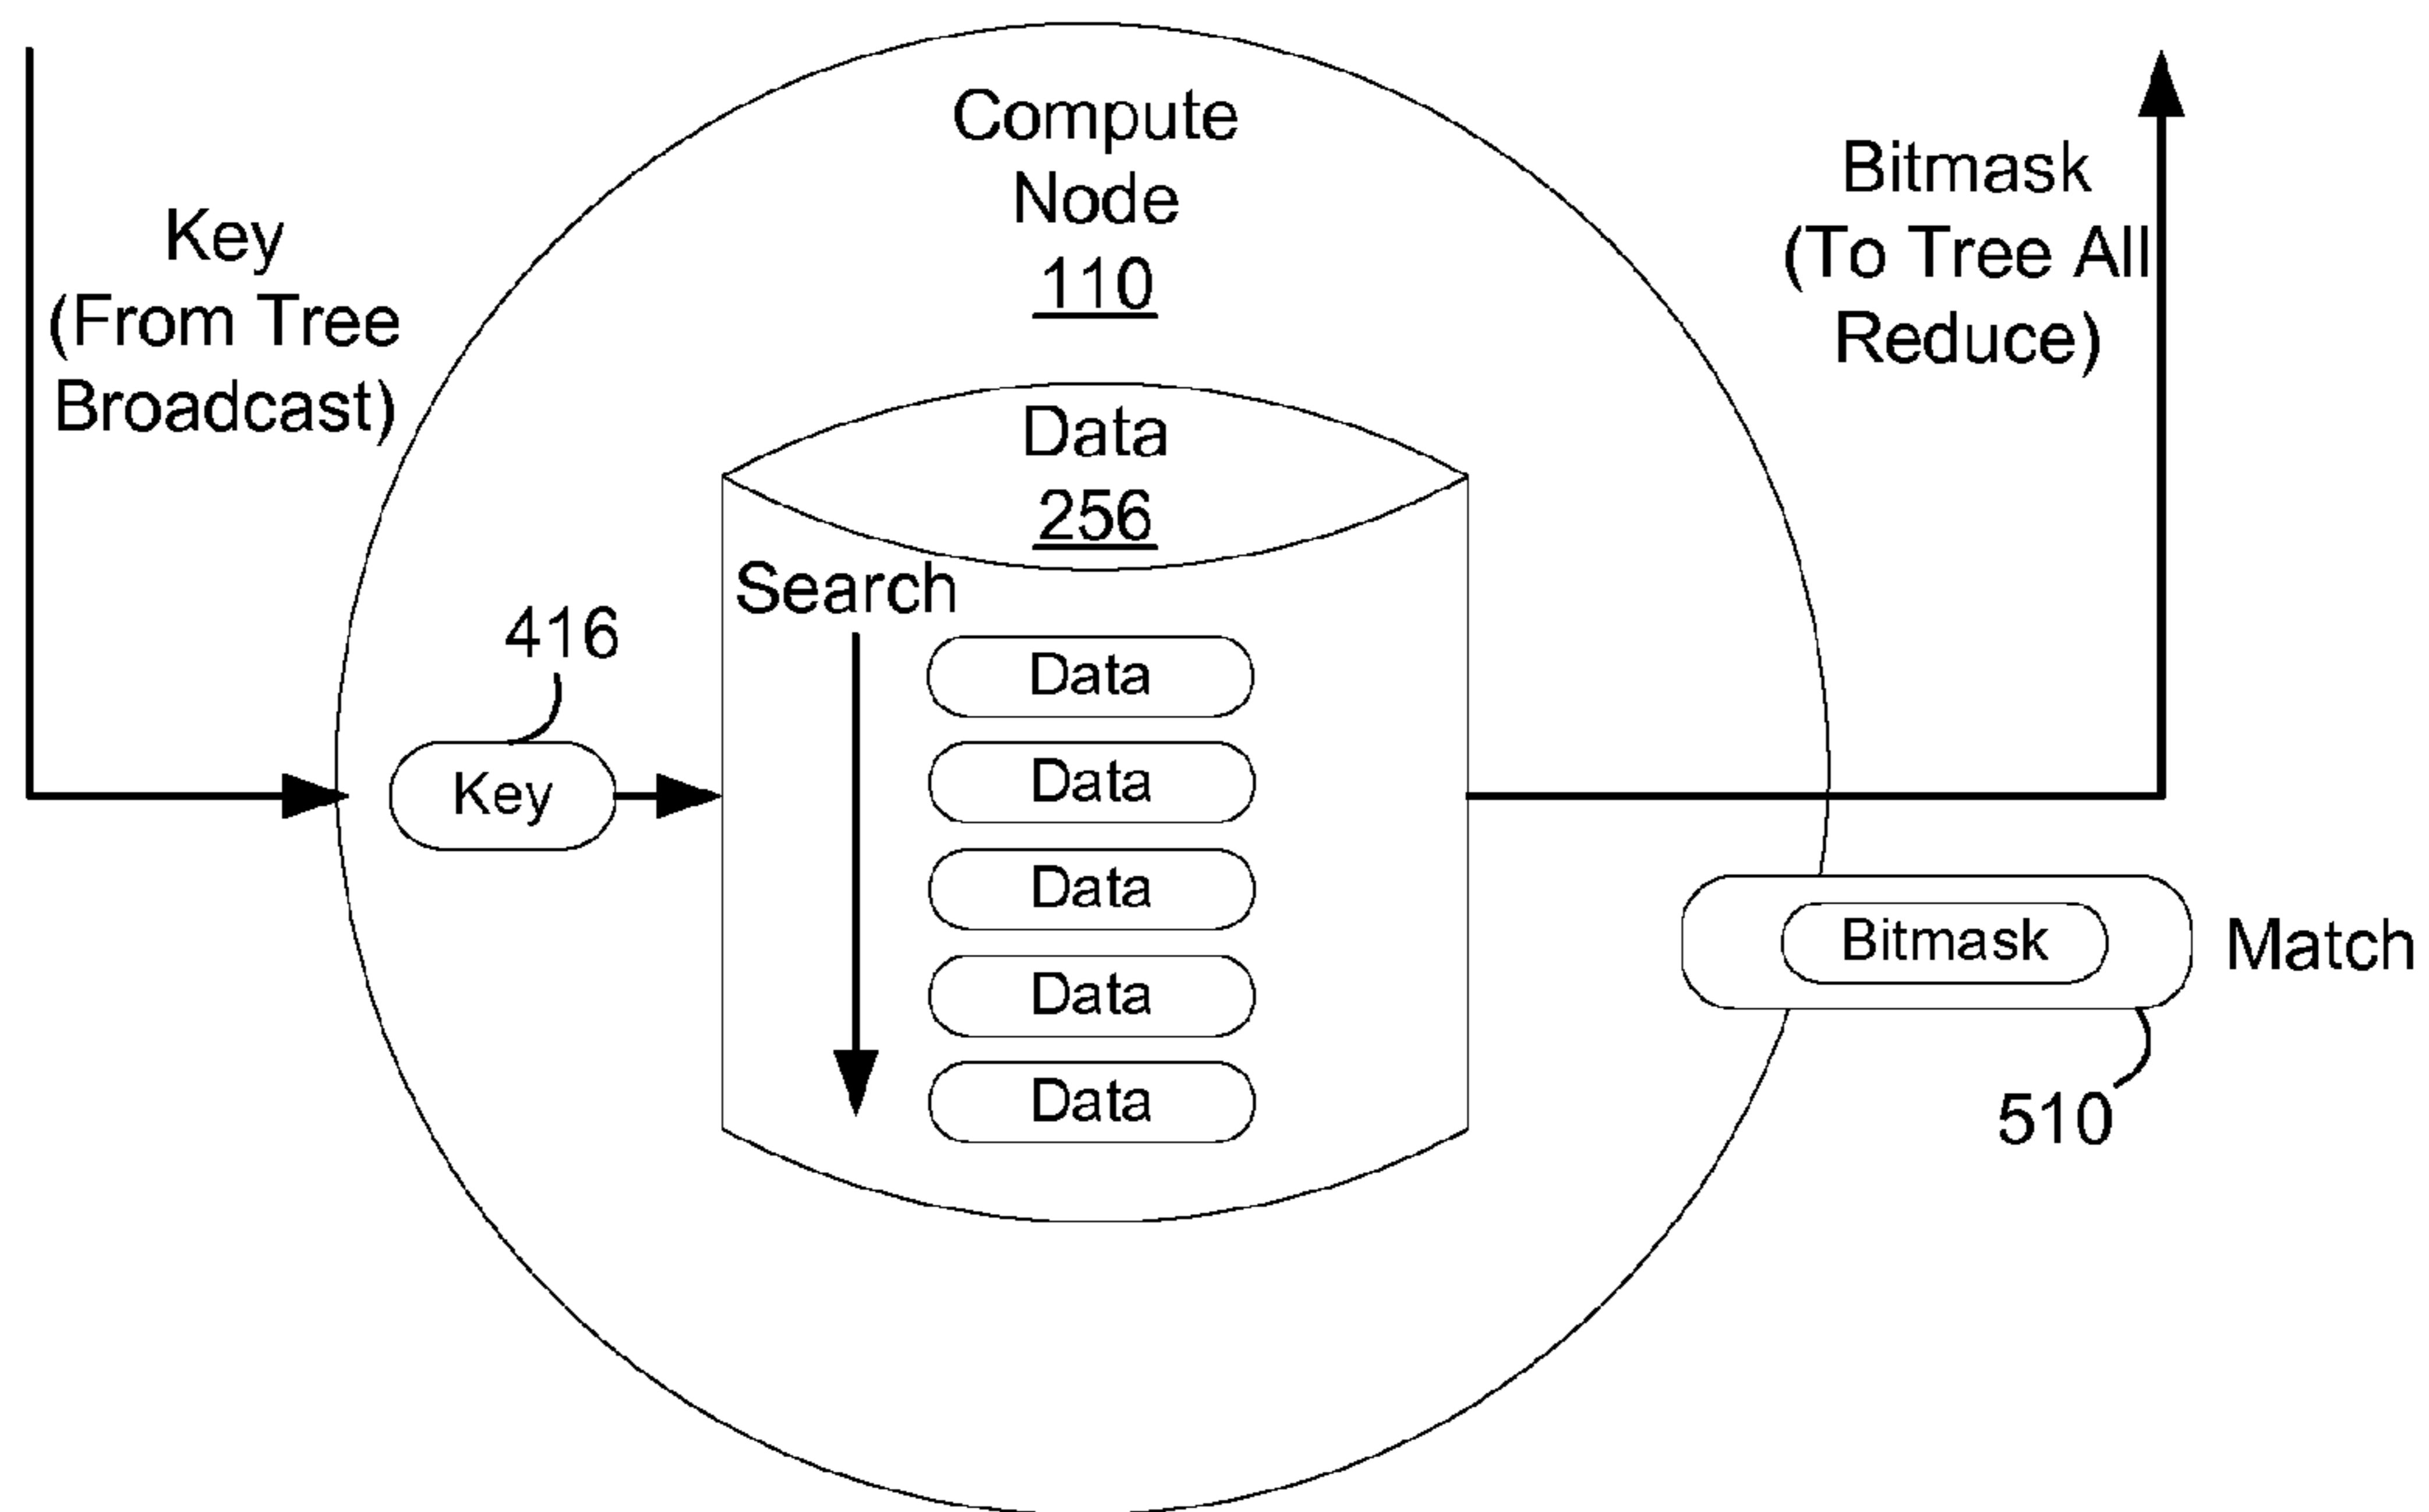 Compute
Node
110
Key
(From Tree
Broadcast)
Bitmask
(To Tree All
Reduce)
Data
256
Search
416
Key
Data
Data
Data
Data
Data
Bitmask
Match
510